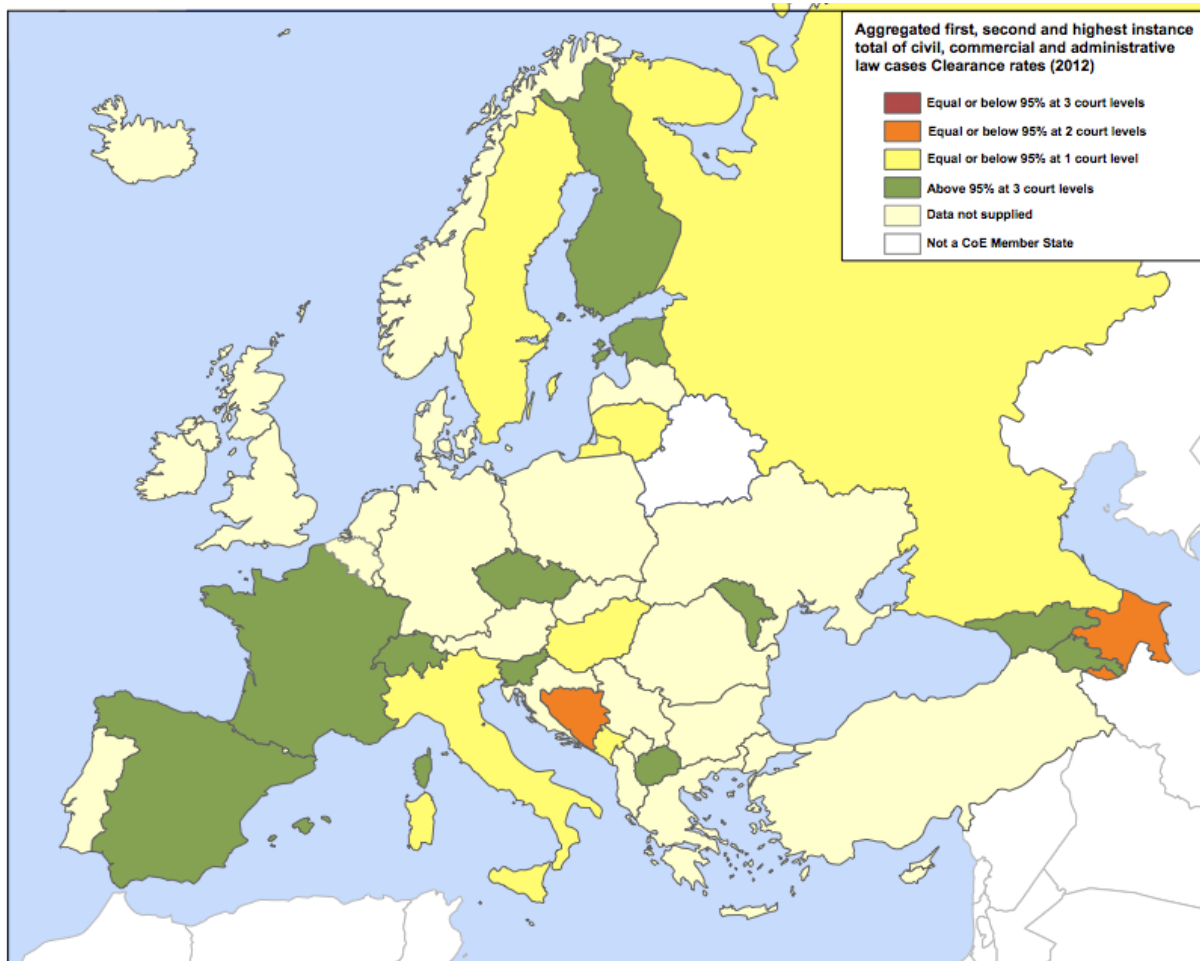 Aggregated first, second and highest instance
total of civil, commercial and administrative
law cases Clearance rates (2012)
Equal or below 95% at 3 court levels
Equal or below 95% at 2 court levels
Equal or below 95% at 1 court level
Above 95% at 3 court levels
Data not supplied
Not a CoE Member State